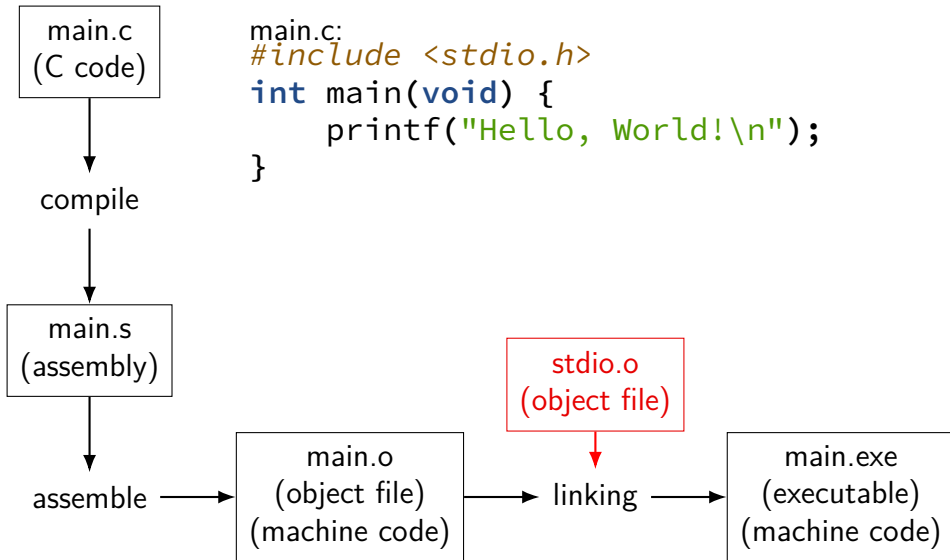 main.c
(C code)
main.c:
#include <stdio.h>
int main(void) {
    printf("Hello, World!\n");
}
compile
main.s
(assembly)
stdio.o
(object file)
assemble
main.o
(object file)
(machine code)
linking
main.exe
(executable)
(machine code)